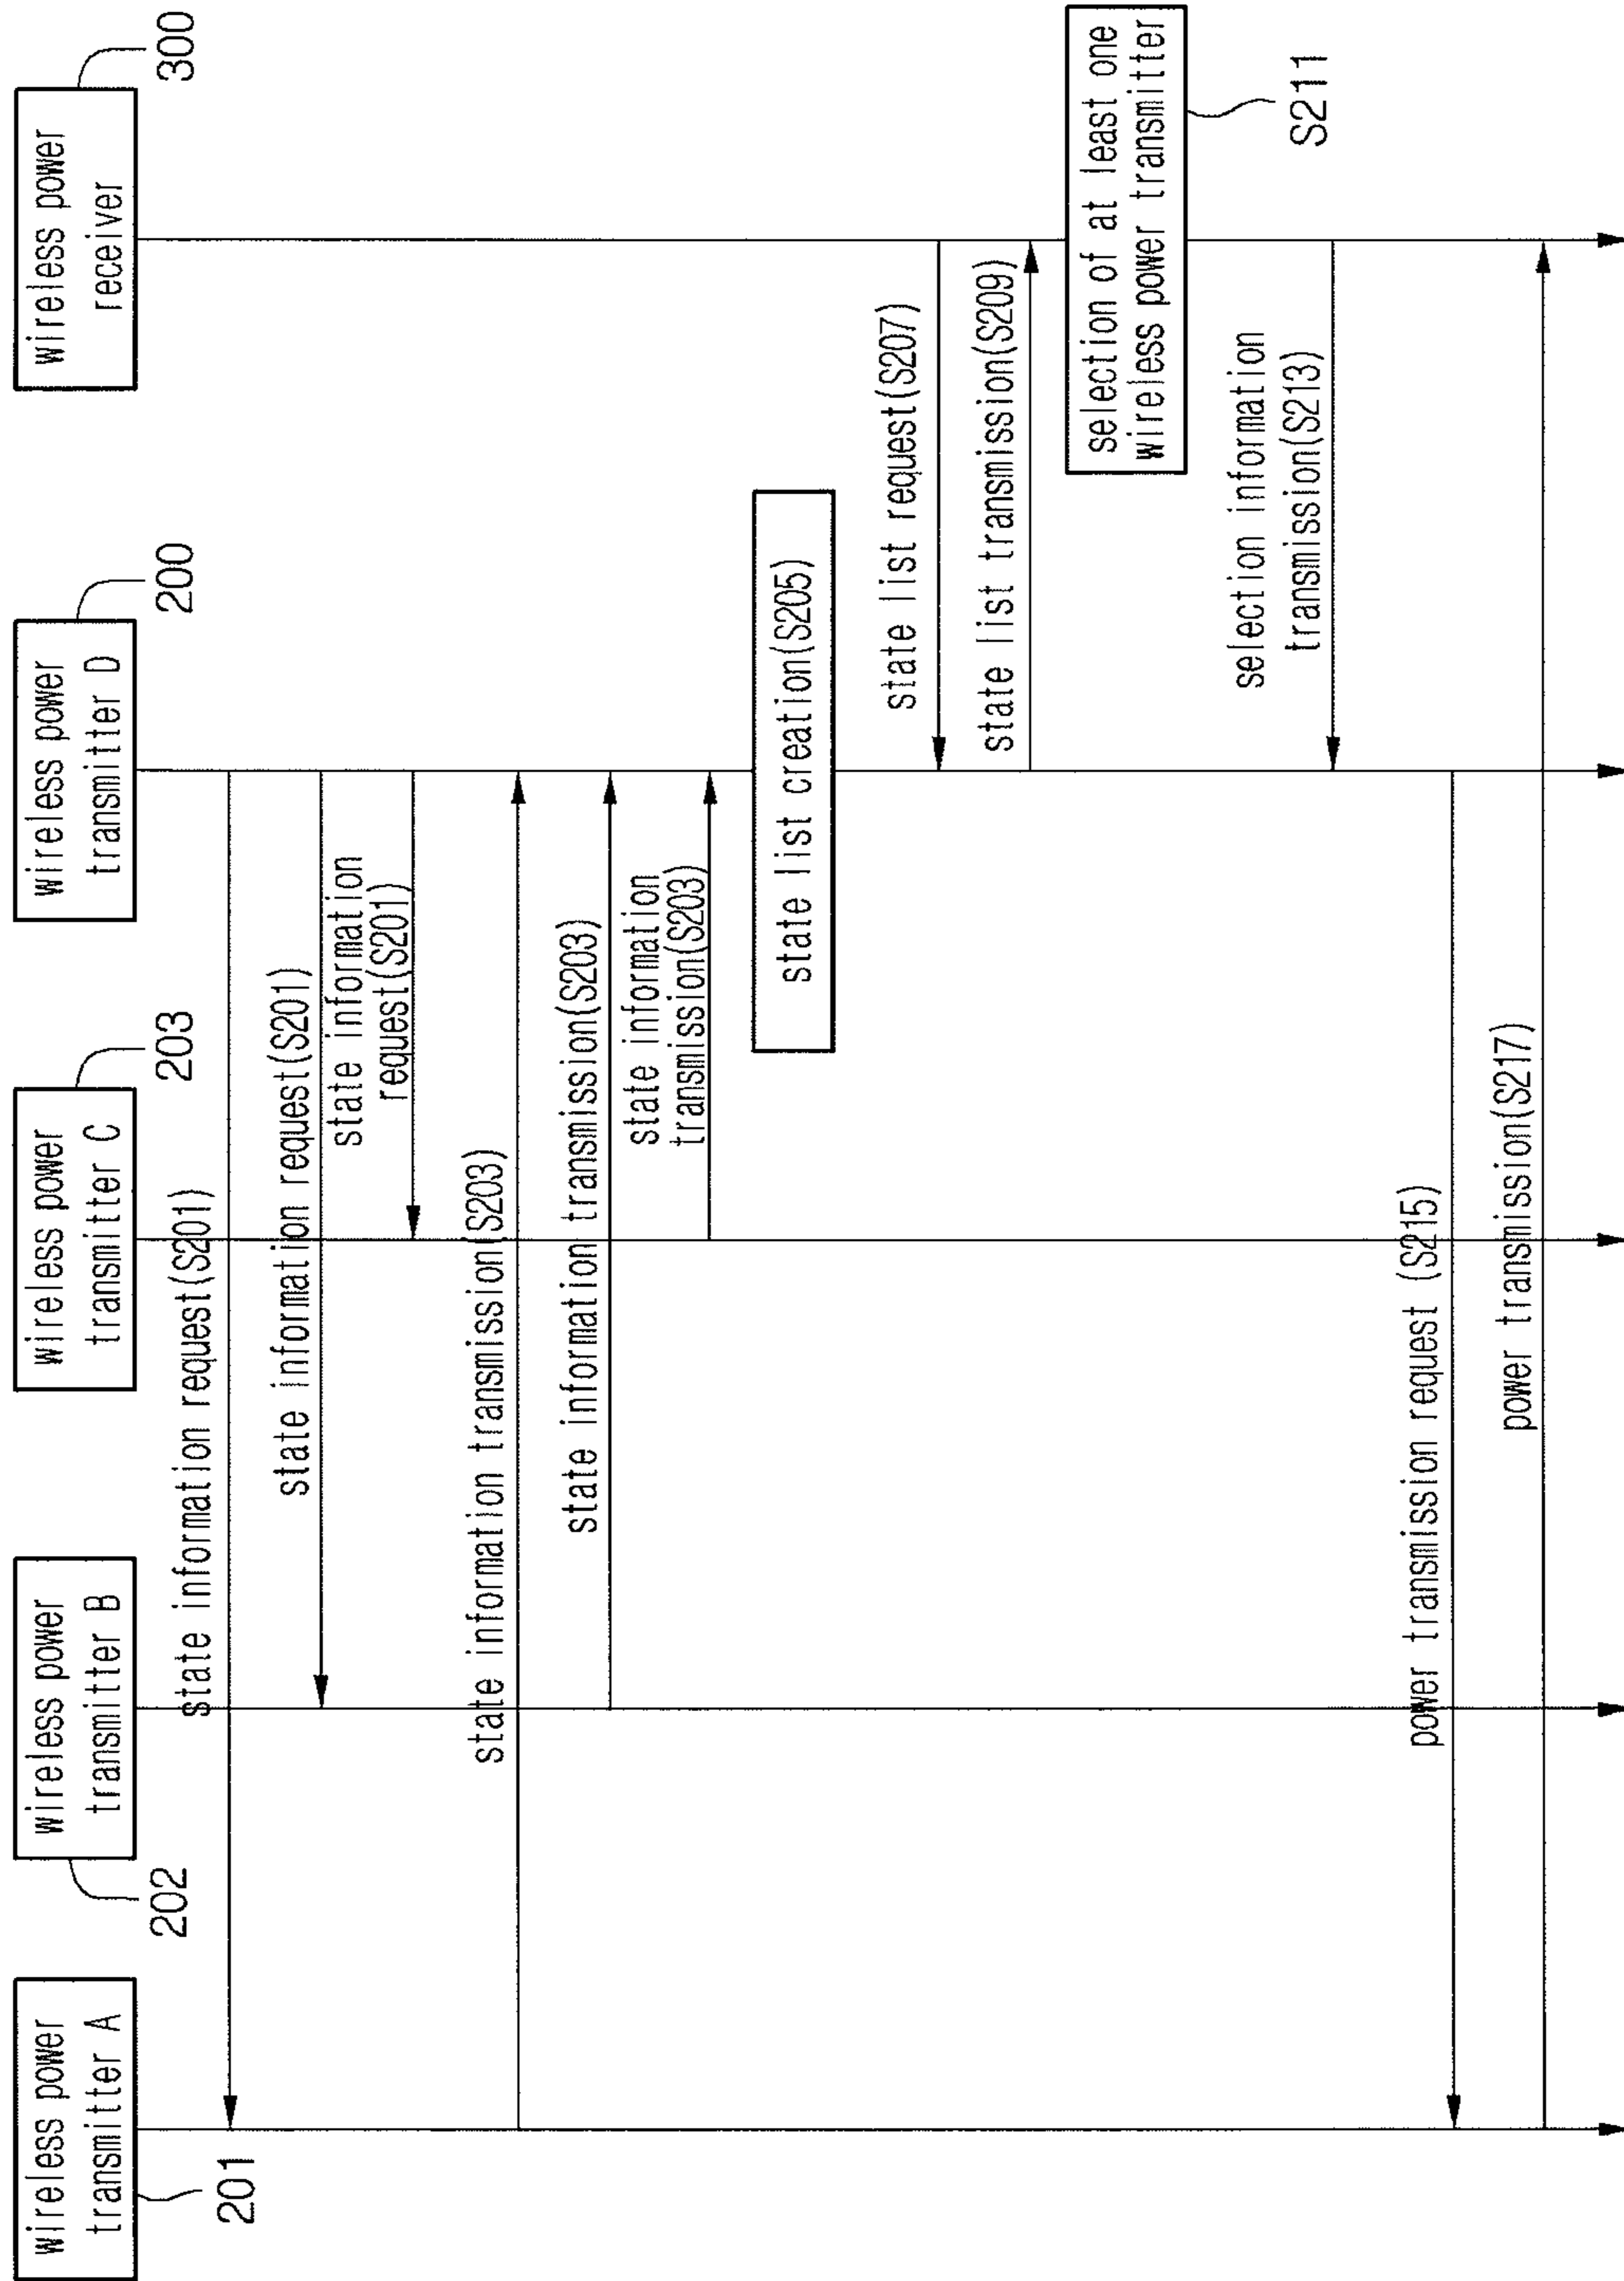 wireless power
transmitter A
201
wireless power
transmitter B
202
wireless power
transmitter C
203
wireless power
transmitter D
200
wireless power
receiver
300
state information request(S201)
state information request(S201)
state information
request(S201)
state information transmission(S203)
state information transmission(S203)
state information
transmission(S203)
state list creation(S205)
state list request(S207)
state list transmission(S209)
selection of at least one
wireless power transmitter
S211
selection information
transmission(S213)
power transmission request (S215)
power transmission(S217)